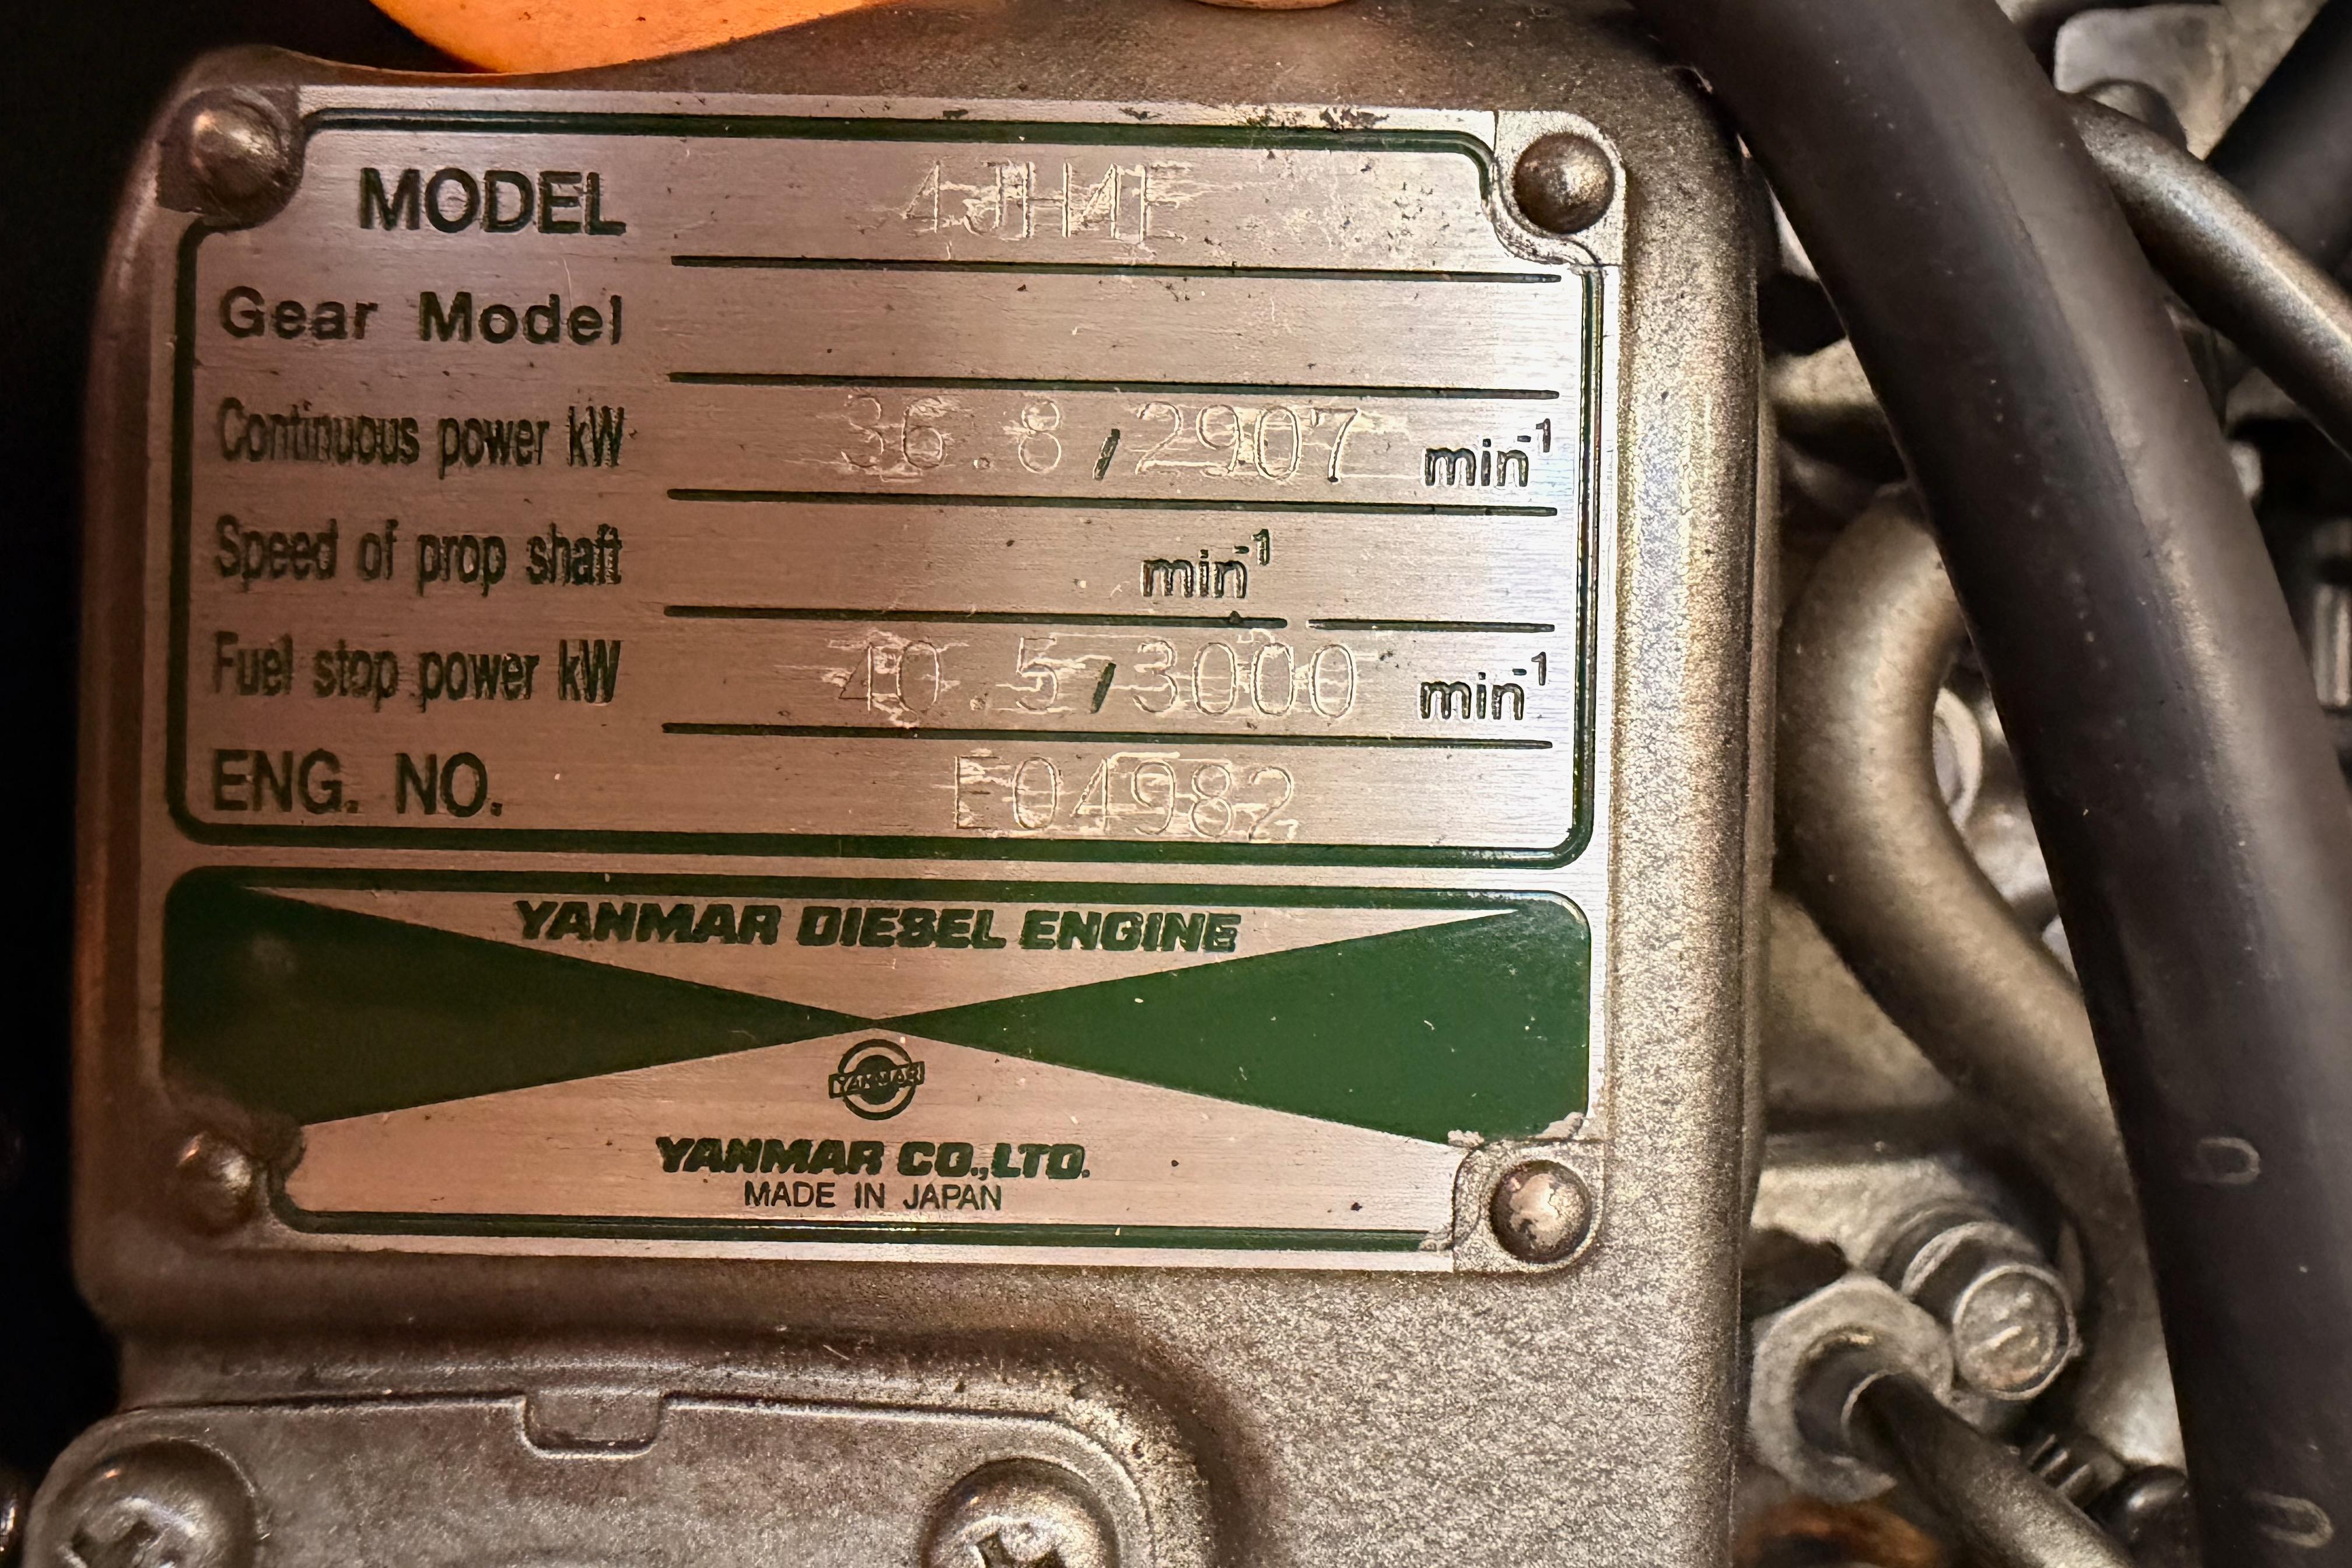 MODEL 4JH4E
Gear Model
Continuous power kW 36.8/2907 min-1
Speed of prop shaft min-1
Fuel stop power kW 40.5/3000 min-1
ENG. NO. E04982
YANMAR DIESEL ENGINE
YANMAR
YANMAR CO.,LTD.
MADE IN JAPAN